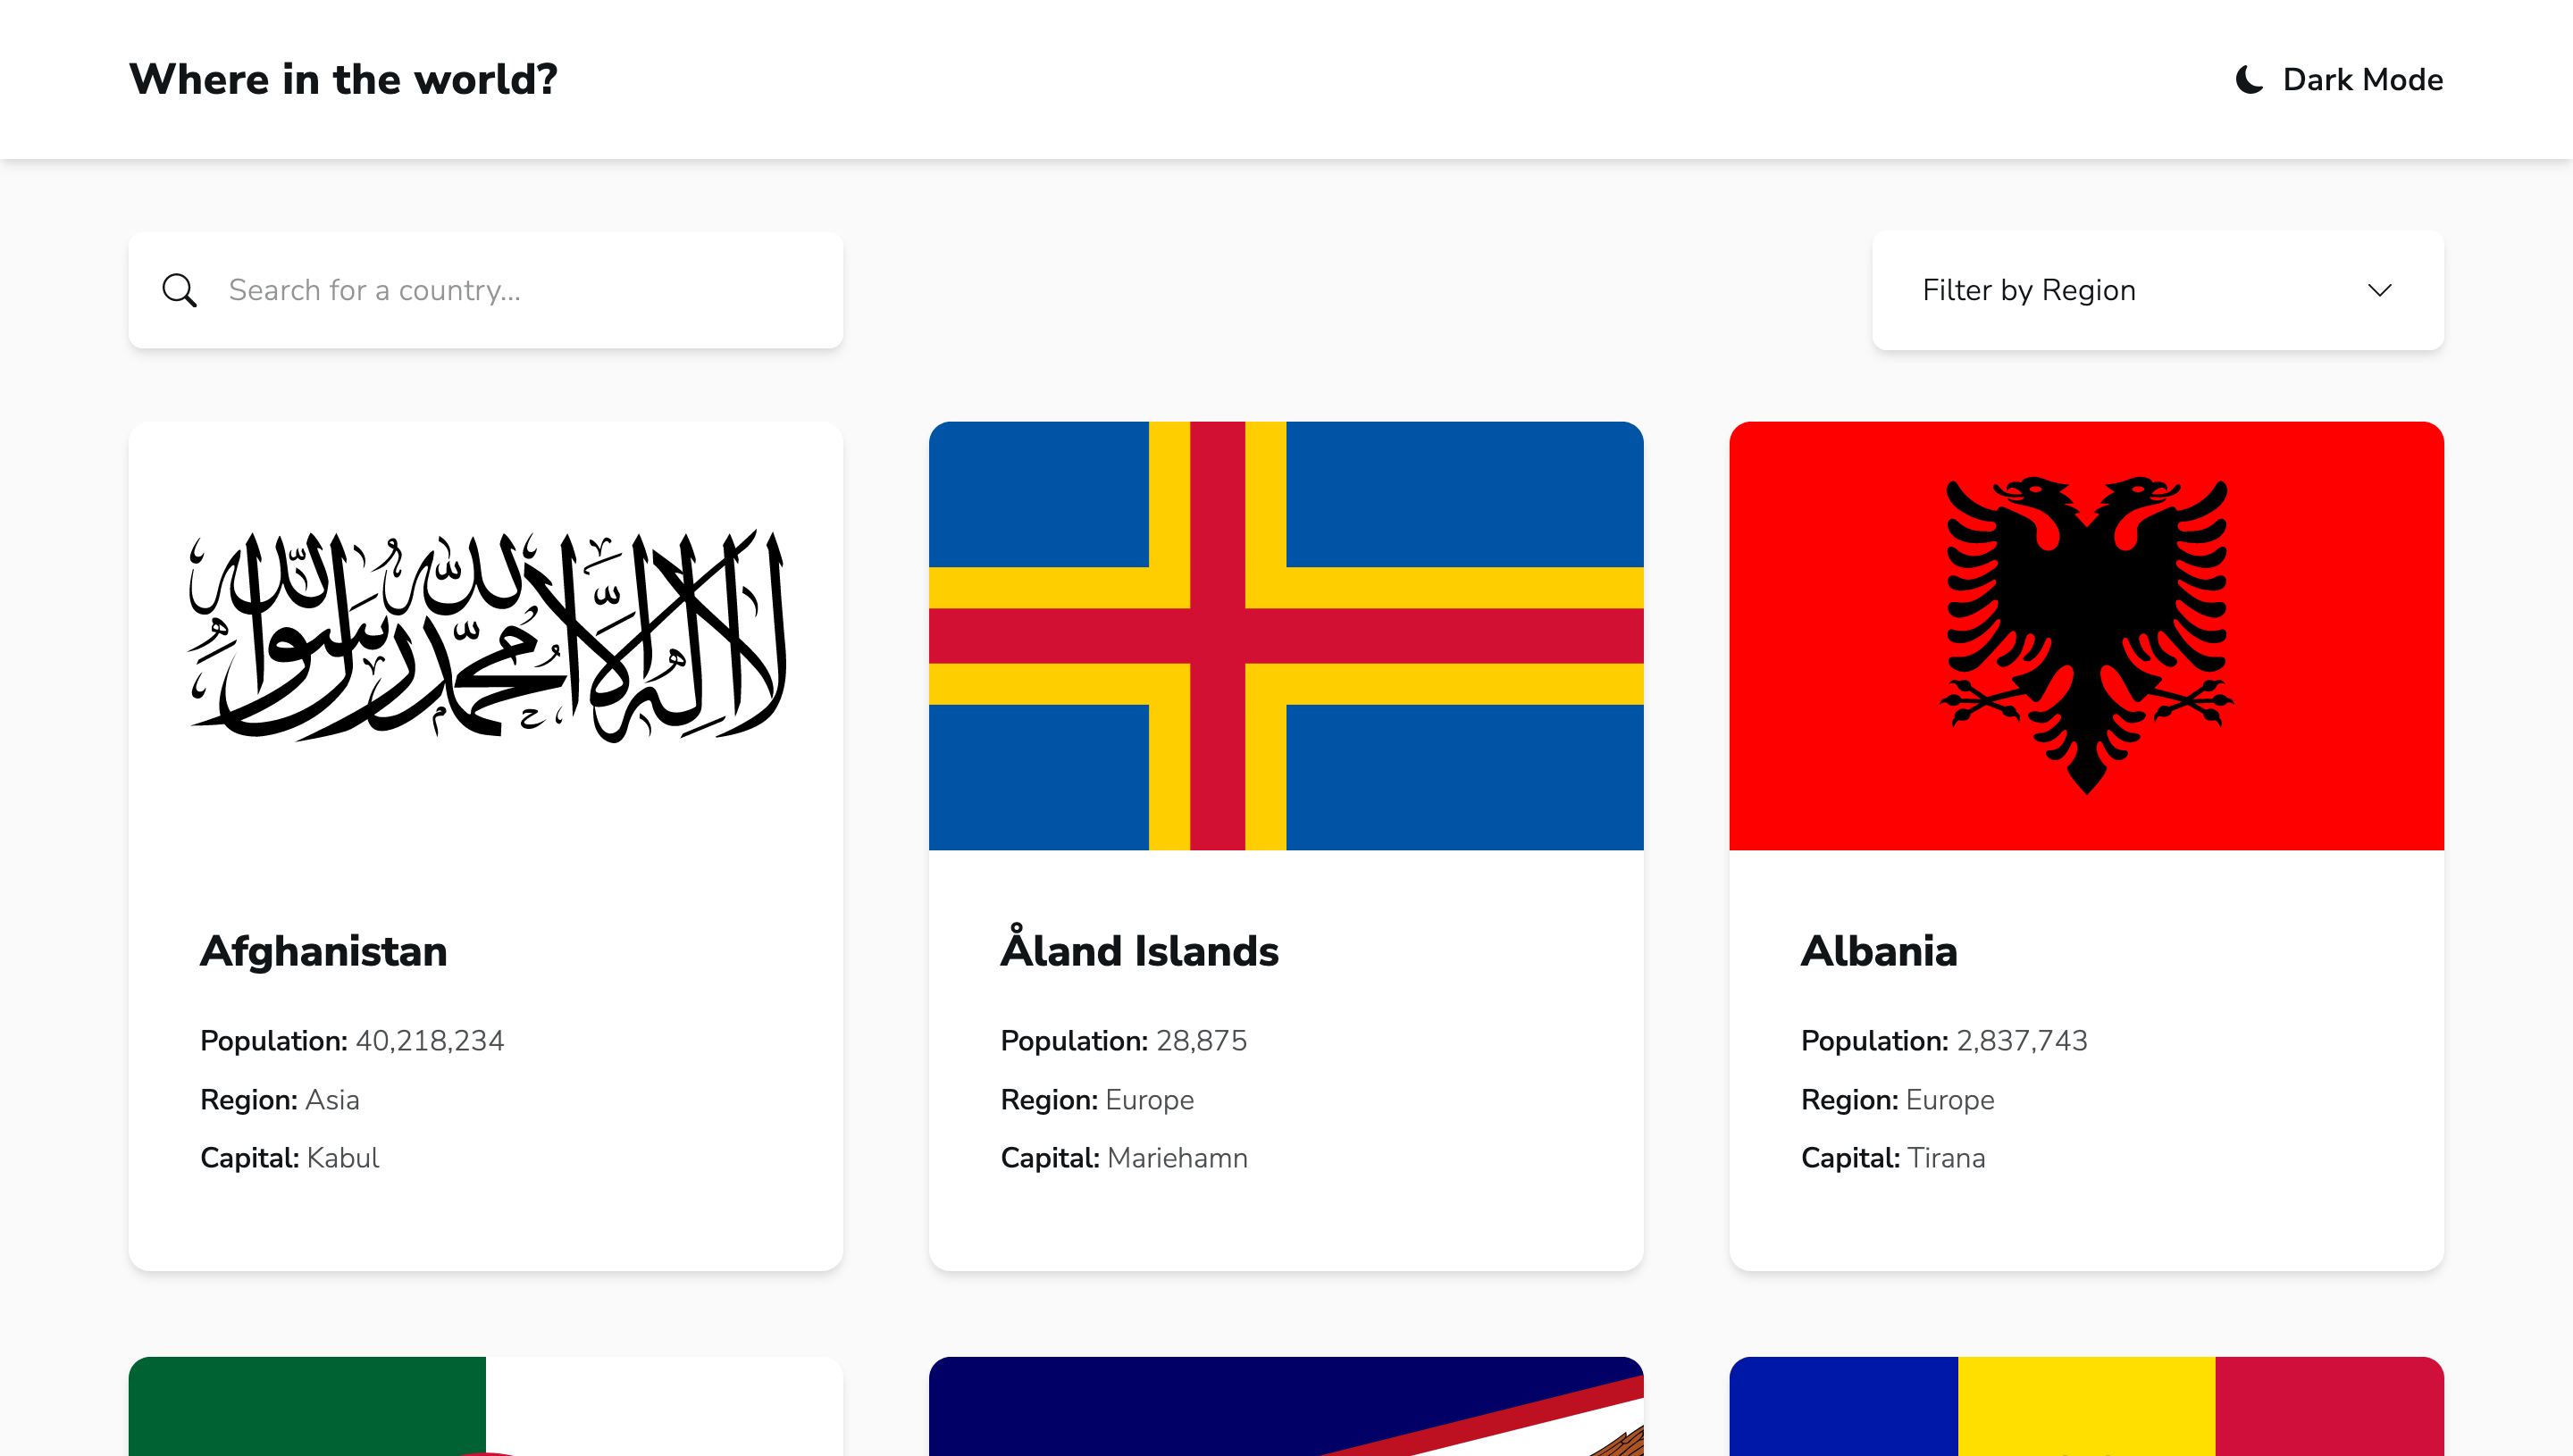 Where in the world?
Dark Mode
Search for a country...
Filter by Region
لا إله إلا الله محمد رسول الله
Afghanistan
Population: 40,218,234
Region: Asia
Capital: Kabul
Åland Islands
Population: 28,875
Region: Europe
Capital: Mariehamn
Albania
Population: 2,837,743
Region: Europe
Capital: Tirana